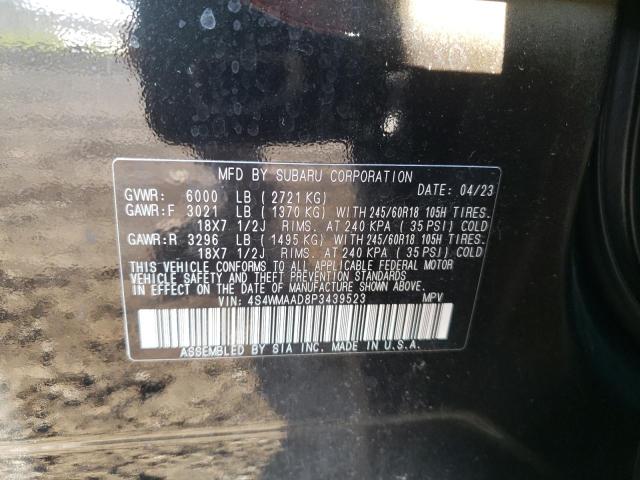 MFD BY SUBARU CORPORATION
GVWR: 6000 LB (2721 KG) DATE: 04/23
GAWR:F 3021 LB (1370 KG) WITH 245/60R18 105H TIRES.
18X7 1/2J RIMS. AT 240 KPA (35 PSI) COLD
GAWR:R 3296 LB (1495 KG) WITH 245/60R18 105H TIRES.
18X7 1/2J RIMS. AT 240 KPA (35 PSI) COLD
THIS VEHICLE CONFORMS TO ALL APPLICABLE FEDERAL MOTOR
VEHICLE SAFETY AND THEFT PREVENTION STANDARDS
IN EFFECT ON THE DATE OF MANUFACTURE SHOWN ABOVE.
VIN: 4S4WMAAD8P3439523 MPV
ASSEMBLED BY SIA INC. MADE IN U.S.A.